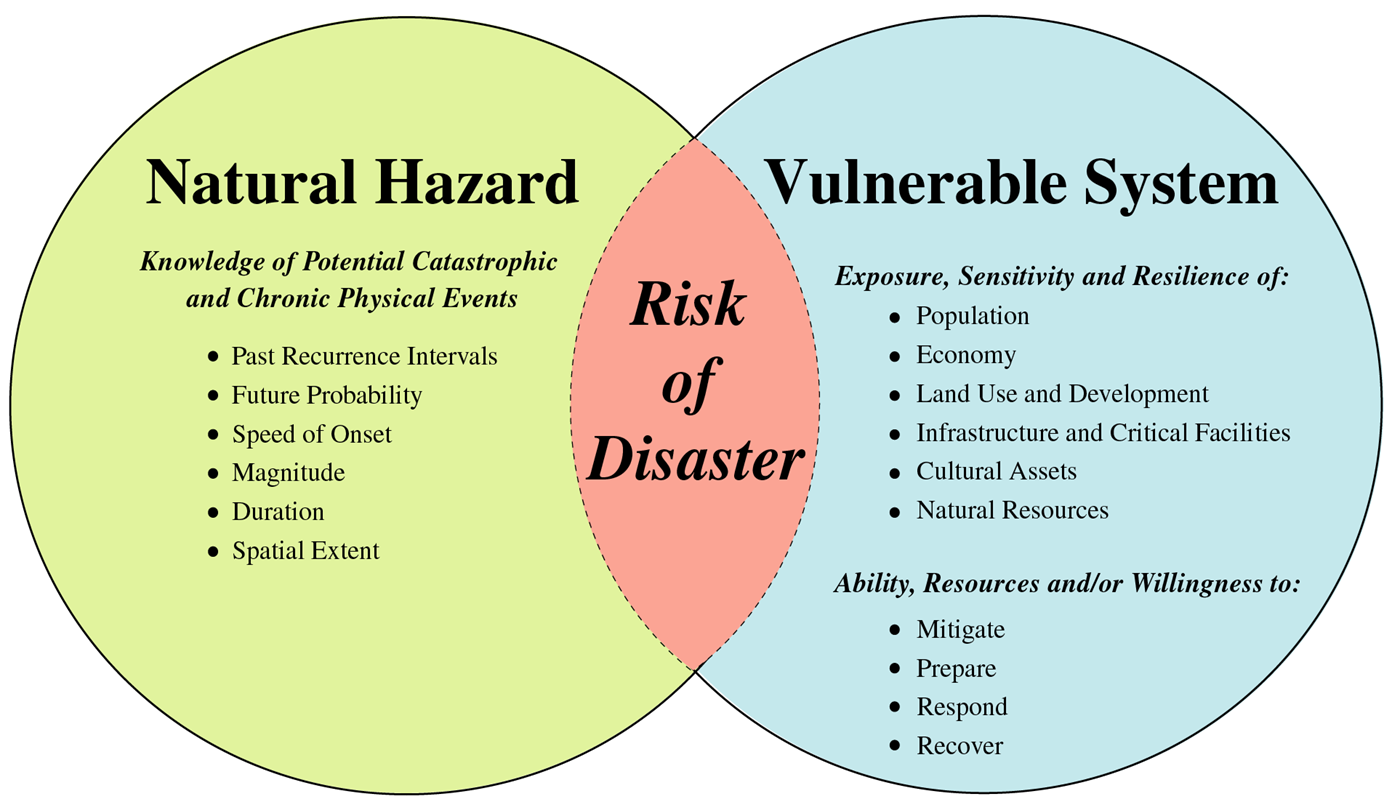 Natural Hazard
Knowledge of Potential Catastrophic
and Chronic Physical Events
• Past Recurrence Intervals
• Future Probability
• Speed of Onset
• Magnitude
• Duration
• Spatial Extent
Risk
of
Disaster
Vulnerable System
Exposure, Sensitivity and Resilience of:
• Population
• Economy
• Land Use and Development
• Infrastructure and Critical Facilities
• Cultural Assets
• Natural Resources
Ability, Resources and/or Willingness to:
• Mitigate
• Prepare
• Respond
• Recover